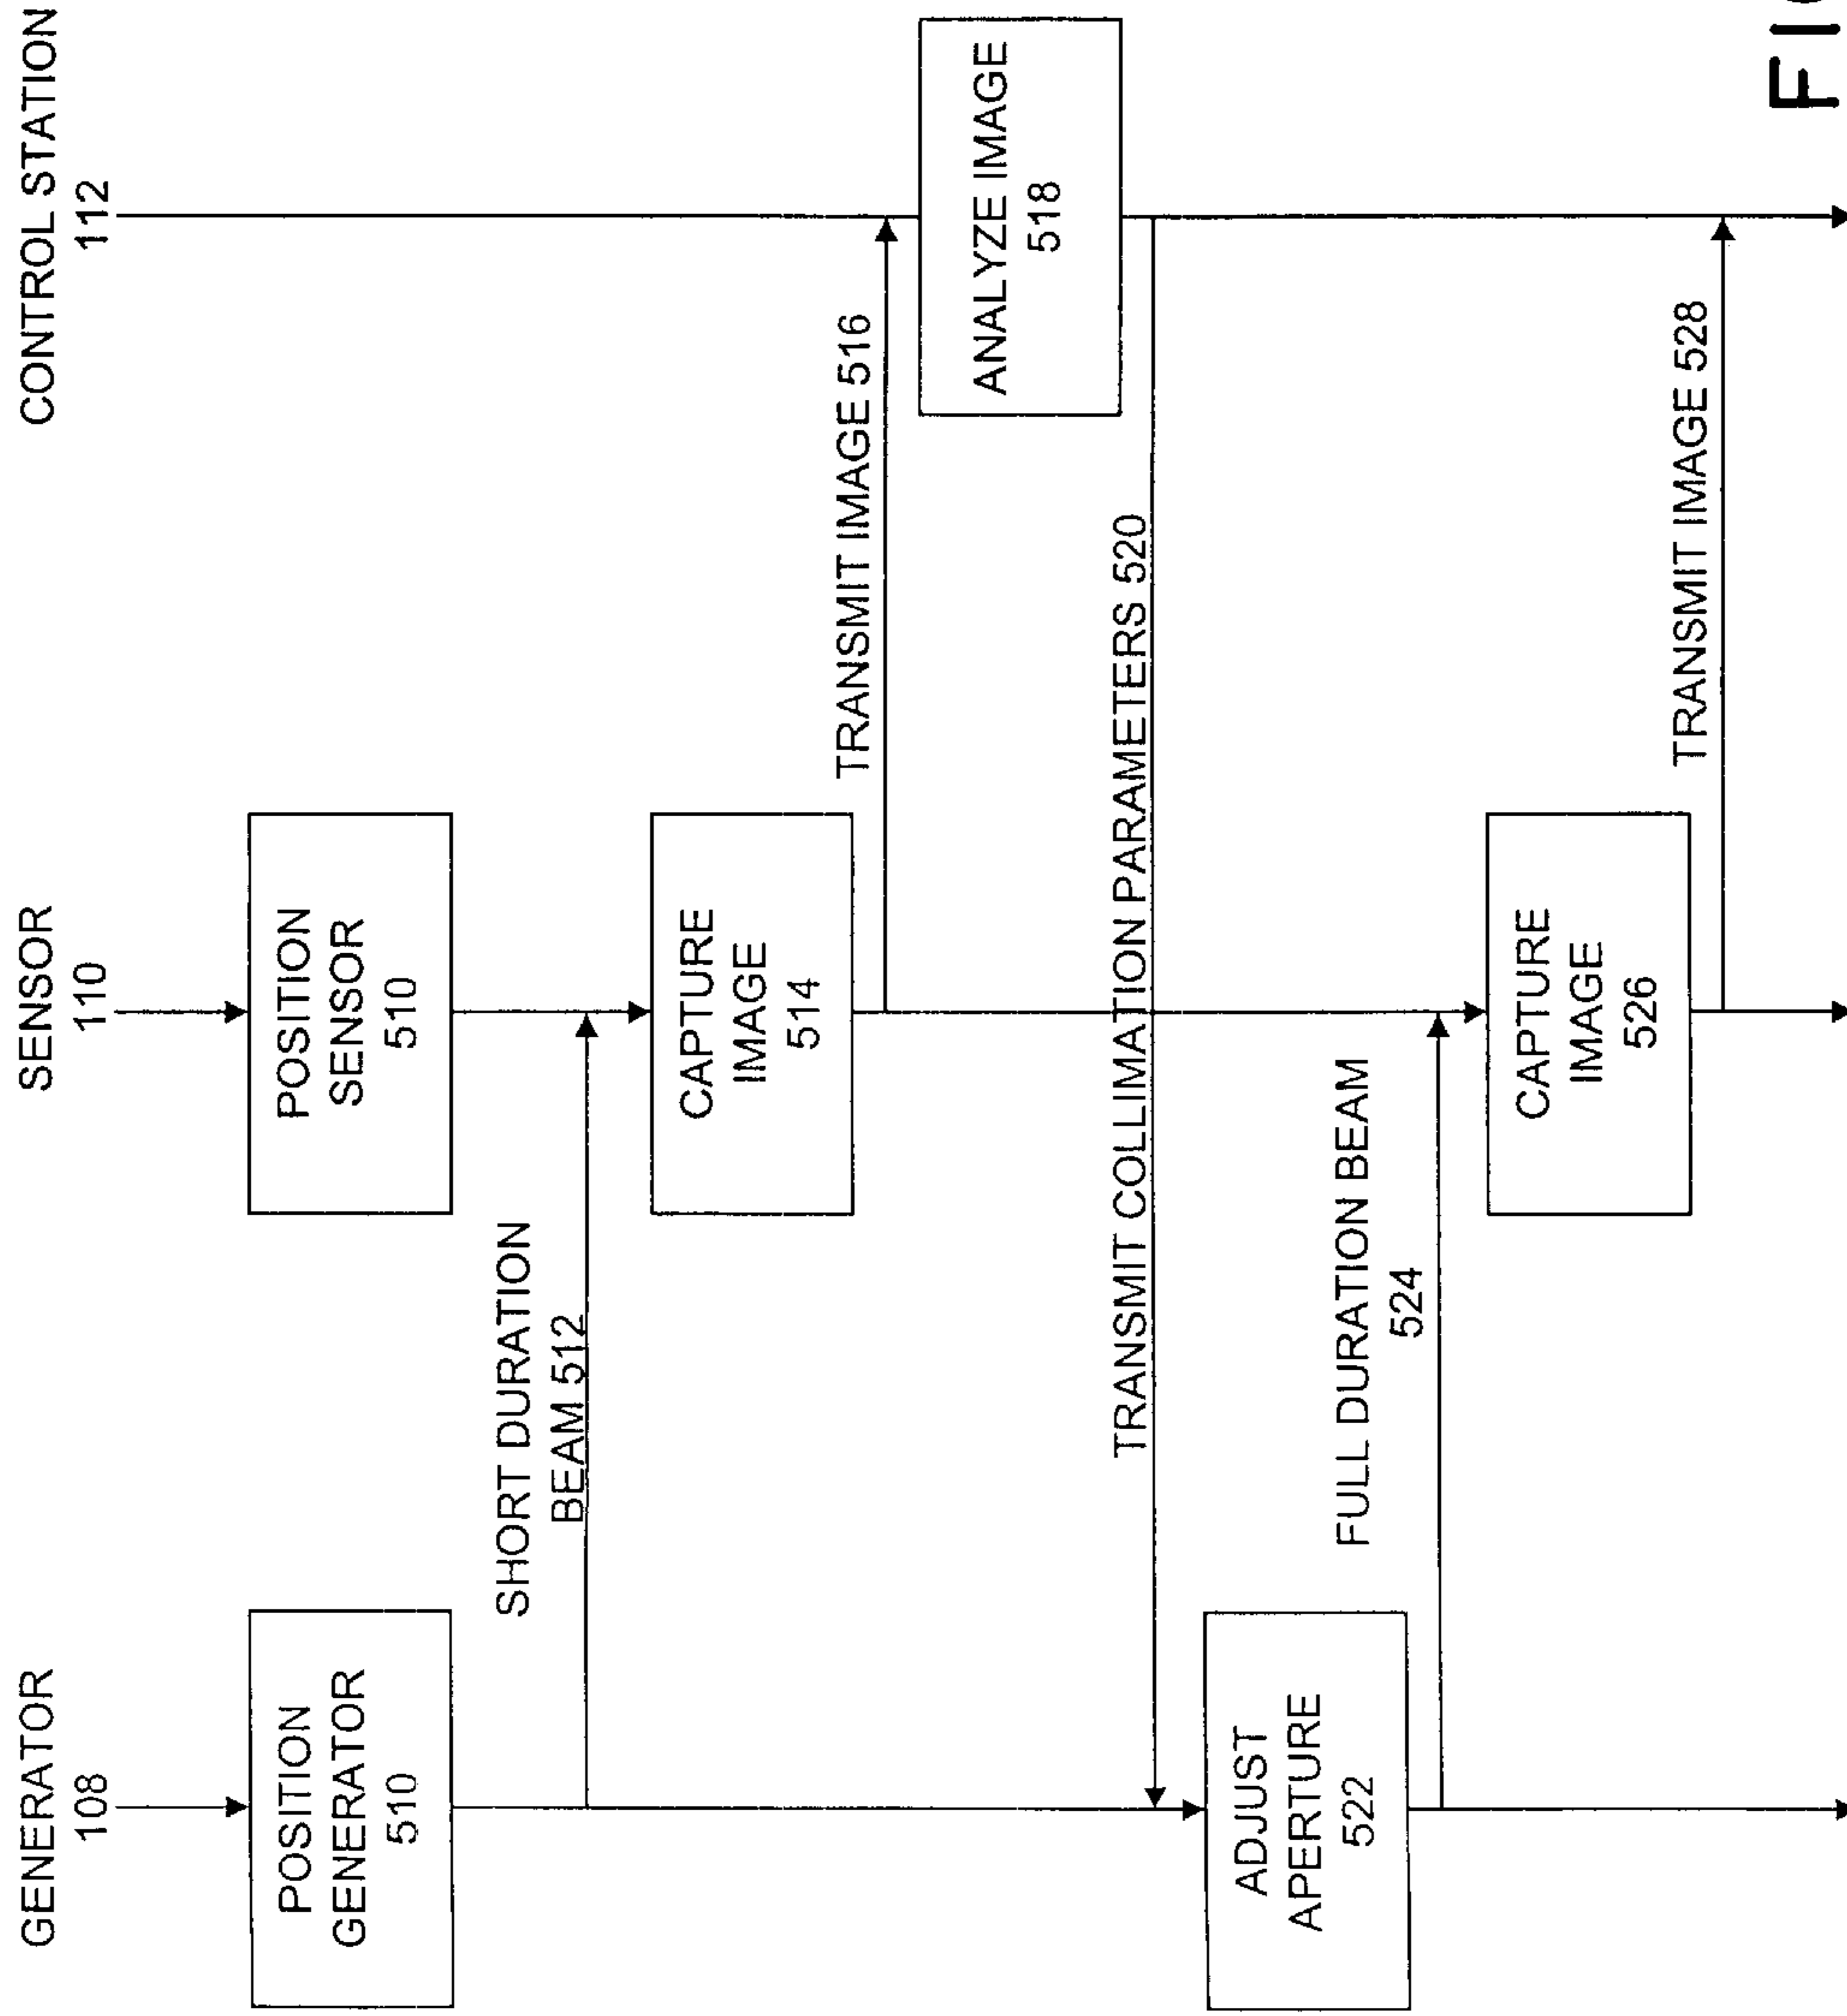 GENERATOR
108
SENSOR
110
CONTROL STATION
112
POSITION
GENERATOR
510
POSITION
SENSOR
510
SHORT DURATION
BEAM 512
CAPTURE
IMAGE
514
TRANSMIT IMAGE 516
ANALYZE IMAGE
518
TRANSMIT COLLIMATION PARAMETERS 520
ADJUST
APERTURE
522
FULL DURATION BEAM
524
CAPTURE
IMAGE
526
TRANSMIT IMAGE 528